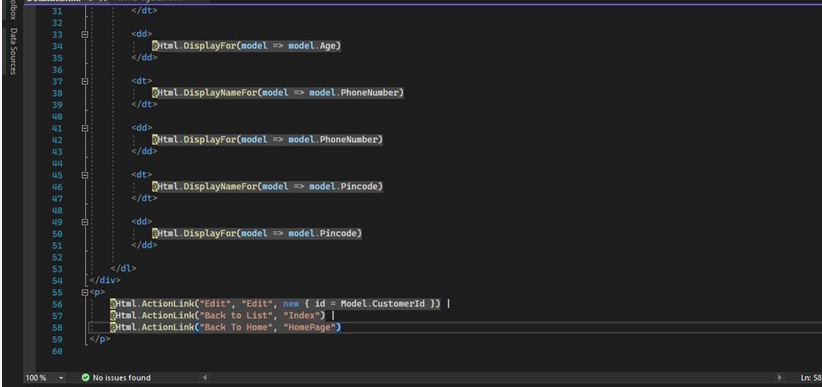 Data Sources
31 </dt>
32
33 <dd>
34 @Html.DisplayFor(model => model.Age)
35 </dd>
36
37 <dt>
38 @Html.DisplayNameFor(model => model.PhoneNumber)
39 </dt>
40
41 <dd>
42 @Html.DisplayFor(model => model.PhoneNumber)
43 </dd>
44
45 <dt>
46 @Html.DisplayNameFor(model => model.Pincode)
47 </dt>
48
49 <dd>
50 @Html.DisplayFor(model => model.Pincode)
51 </dd>
52
53 </dl>
54 </div>
55 <p>
56 @Html.ActionLink("Edit", "Edit", new { id = Model.CustomerId }) |
57 @Html.ActionLink("Back to List", "Index") |
58 @Html.ActionLink("Back To Home", "HomePage")
59 </p>
60
100 % No issues found Ln: 58